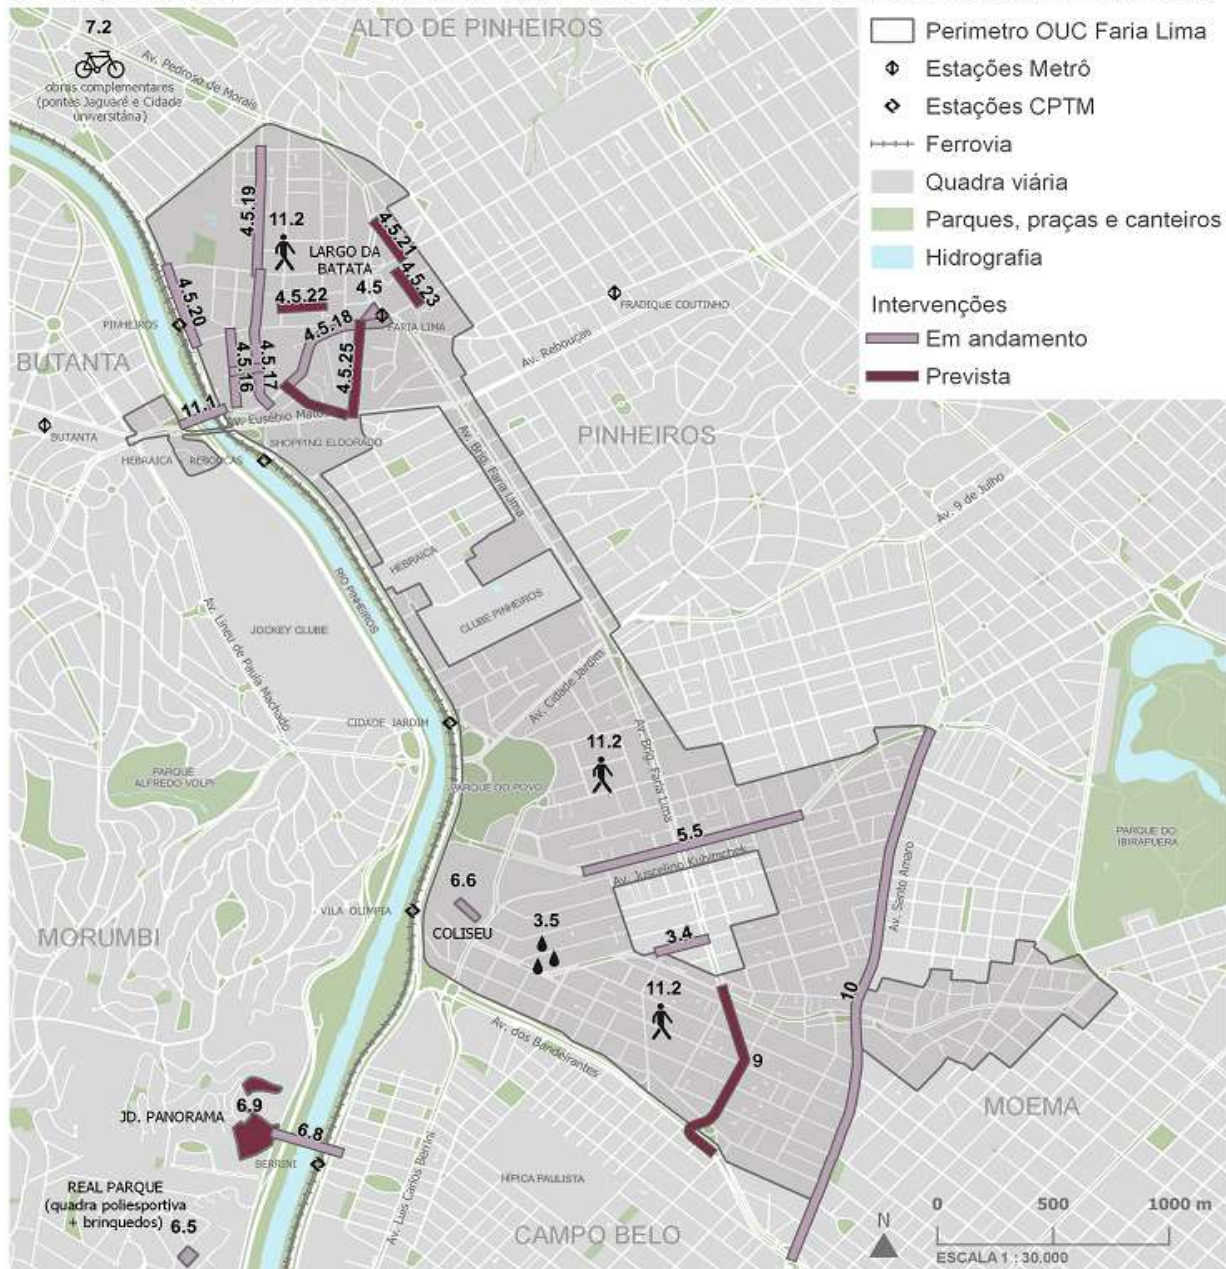 7.2
ALTO DE PINHEIROS
Av. Pedroso de Morais
obras complementares
(pontes Jaguaré e Cidade
universitária)
Perimetro OUC Faria Lima
Estações Metrô
Estações CPTM
Ferrovia
Quadra viária
Parques, praças e canteiros
Hidrografia
Intervenções
Em andamento
Prevista
4.5.19
11.2
LARGO DA
BATATA
4.5
4.5.21
4.5.23
4.5.20
4.5.22
4.5.18
FARIA LIMA
FRADIQUE COUTINHO
PINHEIROS
Av. Rebouças
BUTANTA
4.5.16
4.5.17
4.5.25
11.1
Av. Eusébio Matoso
BUTANTA
SHOPPING ELDORADO
HEBRAICA - REBOUÇAS
PINHEIROS
Av. Brig. Faria Lima
Av. 9 de Julho
HEBRAICA
CLUBE PINHEIROS
RIO PINHEIROS
JOCKEY CLUBE
Av. Lineu de Paula Machado
Av. Cidade Jardim
CIDADE JARDIM
11.2
Av. Brig. Faria Lima
PARQUE
ALFREDO VOLPI
PARQUE DO POVO
5.5
Av. Juscelino Kubitschek
PARQUE DO
IBIRAPUERA
Av. Santo Amaro
6.6
VILA OLIMPIA
COLISEU
3.5
3.4
MORUMBI
11.2
10
Av. dos Bandeirantes
9
MOEMA
JD. PANORAMA
6.9
6.8
BERRINI
Av. Luis Carlos Berrini
HÍPICA PAULISTA
REAL PARQUE
(quadra poliesportiva
+ brinquedos)
6.5
CAMPO BELO
N
0 500 1000 m
ESCALA 1 : 30.000